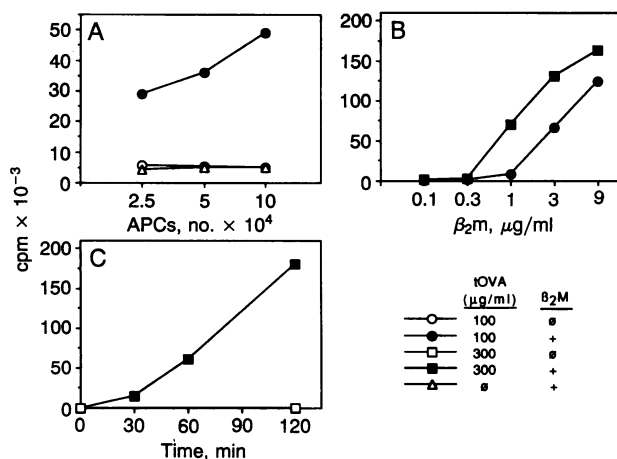 A
50
40
30
20
10
0
2.5 5 10
APCs, no. × 10⁴
B
150
100
50
0
0.1 0.3 1 3 9
β₂m, μg/ml
cpm × 10⁻³
C
200
150
100
50
0
0 30 60 90 120
Time, min
tOVA ß₂M
(μg/ml)
100 ø
100 +
300 ø
300 +
ø +